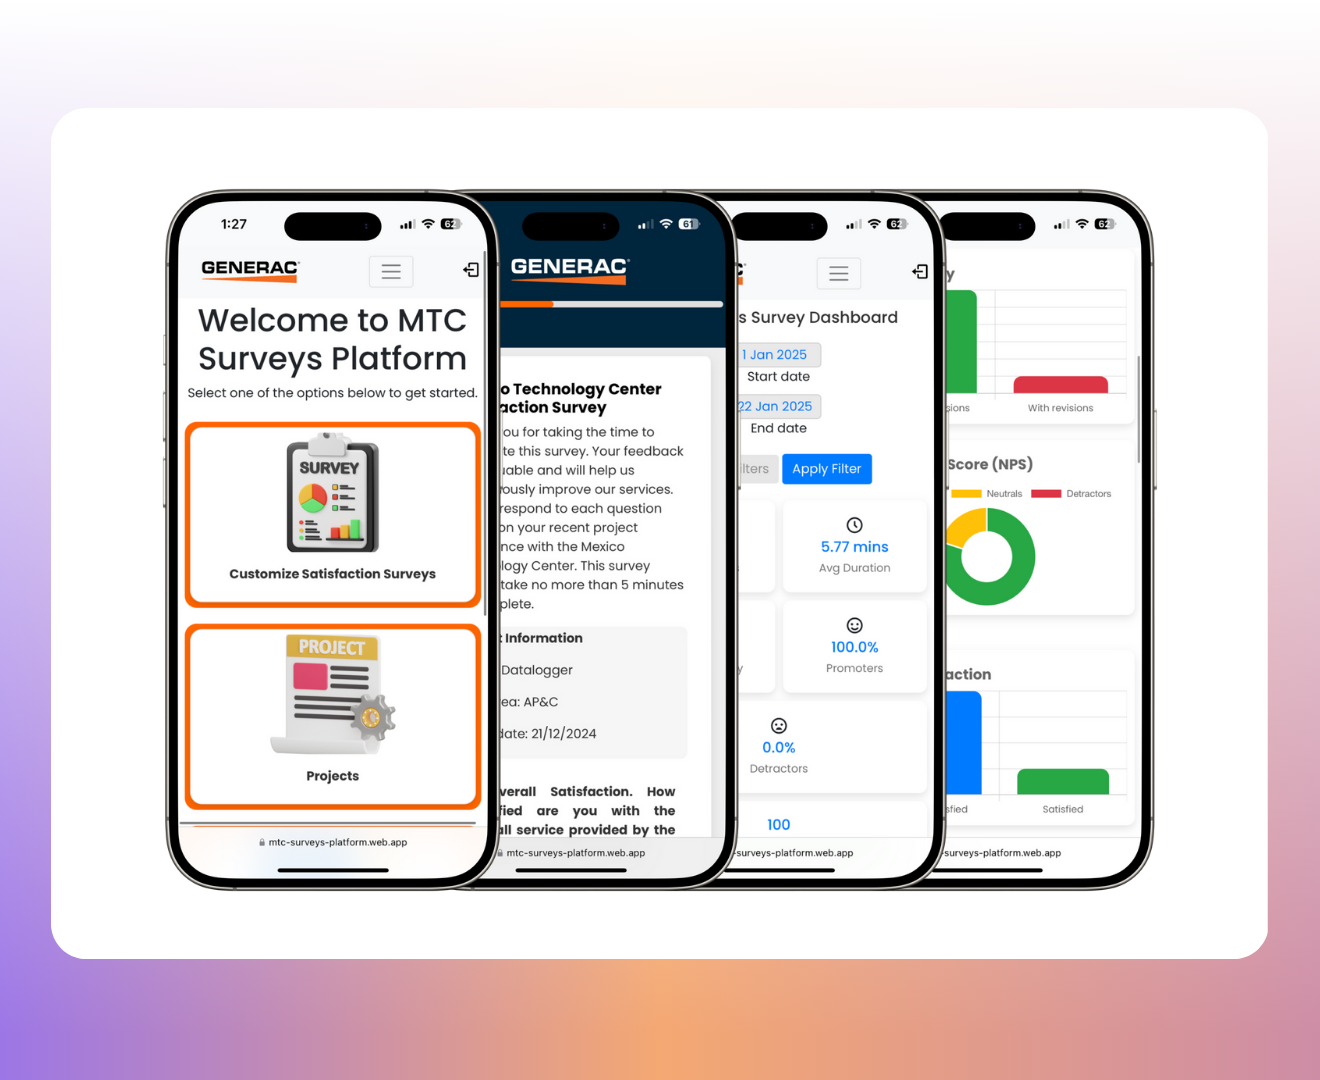 1:27
62
GENERAC
Welcome to MTC
Surveys Platform
Select one of the options below to get started.
SURVEY
Customize Satisfaction Surveys
PROJECT
Projects
mtc-surveys-platform.web.app
61
GENERAC
o Technology Center
action Survey
ou for taking the time to
te this survey. Your feedback
uable and will help us
ously improve our services.
respond to each question
on your recent project
nce with the Mexico
logy Center. This survey
take no more than 5 minutes
plete.
Information
Datalogger
ea: AP&C
date: 21/12/2024
verall Satisfaction. How
fied are you with the
all service provided by the
mtc-surveys-platform.web.app
62
s Survey Dashboard
1 Jan 2025
Start date
22 Jan 2025
End date
lters
Apply Filter
5.77 mins
Avg Duration
100.0%
Promoters
y
0.0%
Detractors
100
-surveys-platform.web.app
62
y
sions
With revisions
Score (NPS)
Neutrals
Detractors
action
sfied
Satisfied
-surveys-platform.web.app